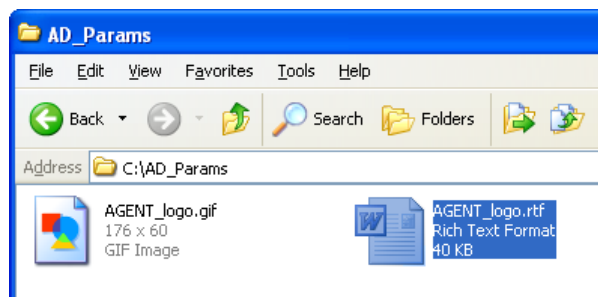 AD_Params
File Edit View Favorites Tools Help
Back Search Folders
Address C:\AD_Params
AGENT_logo.gif
176 x 60
GIF Image
AGENT_logo.rtf
Rich Text Format
40 KB